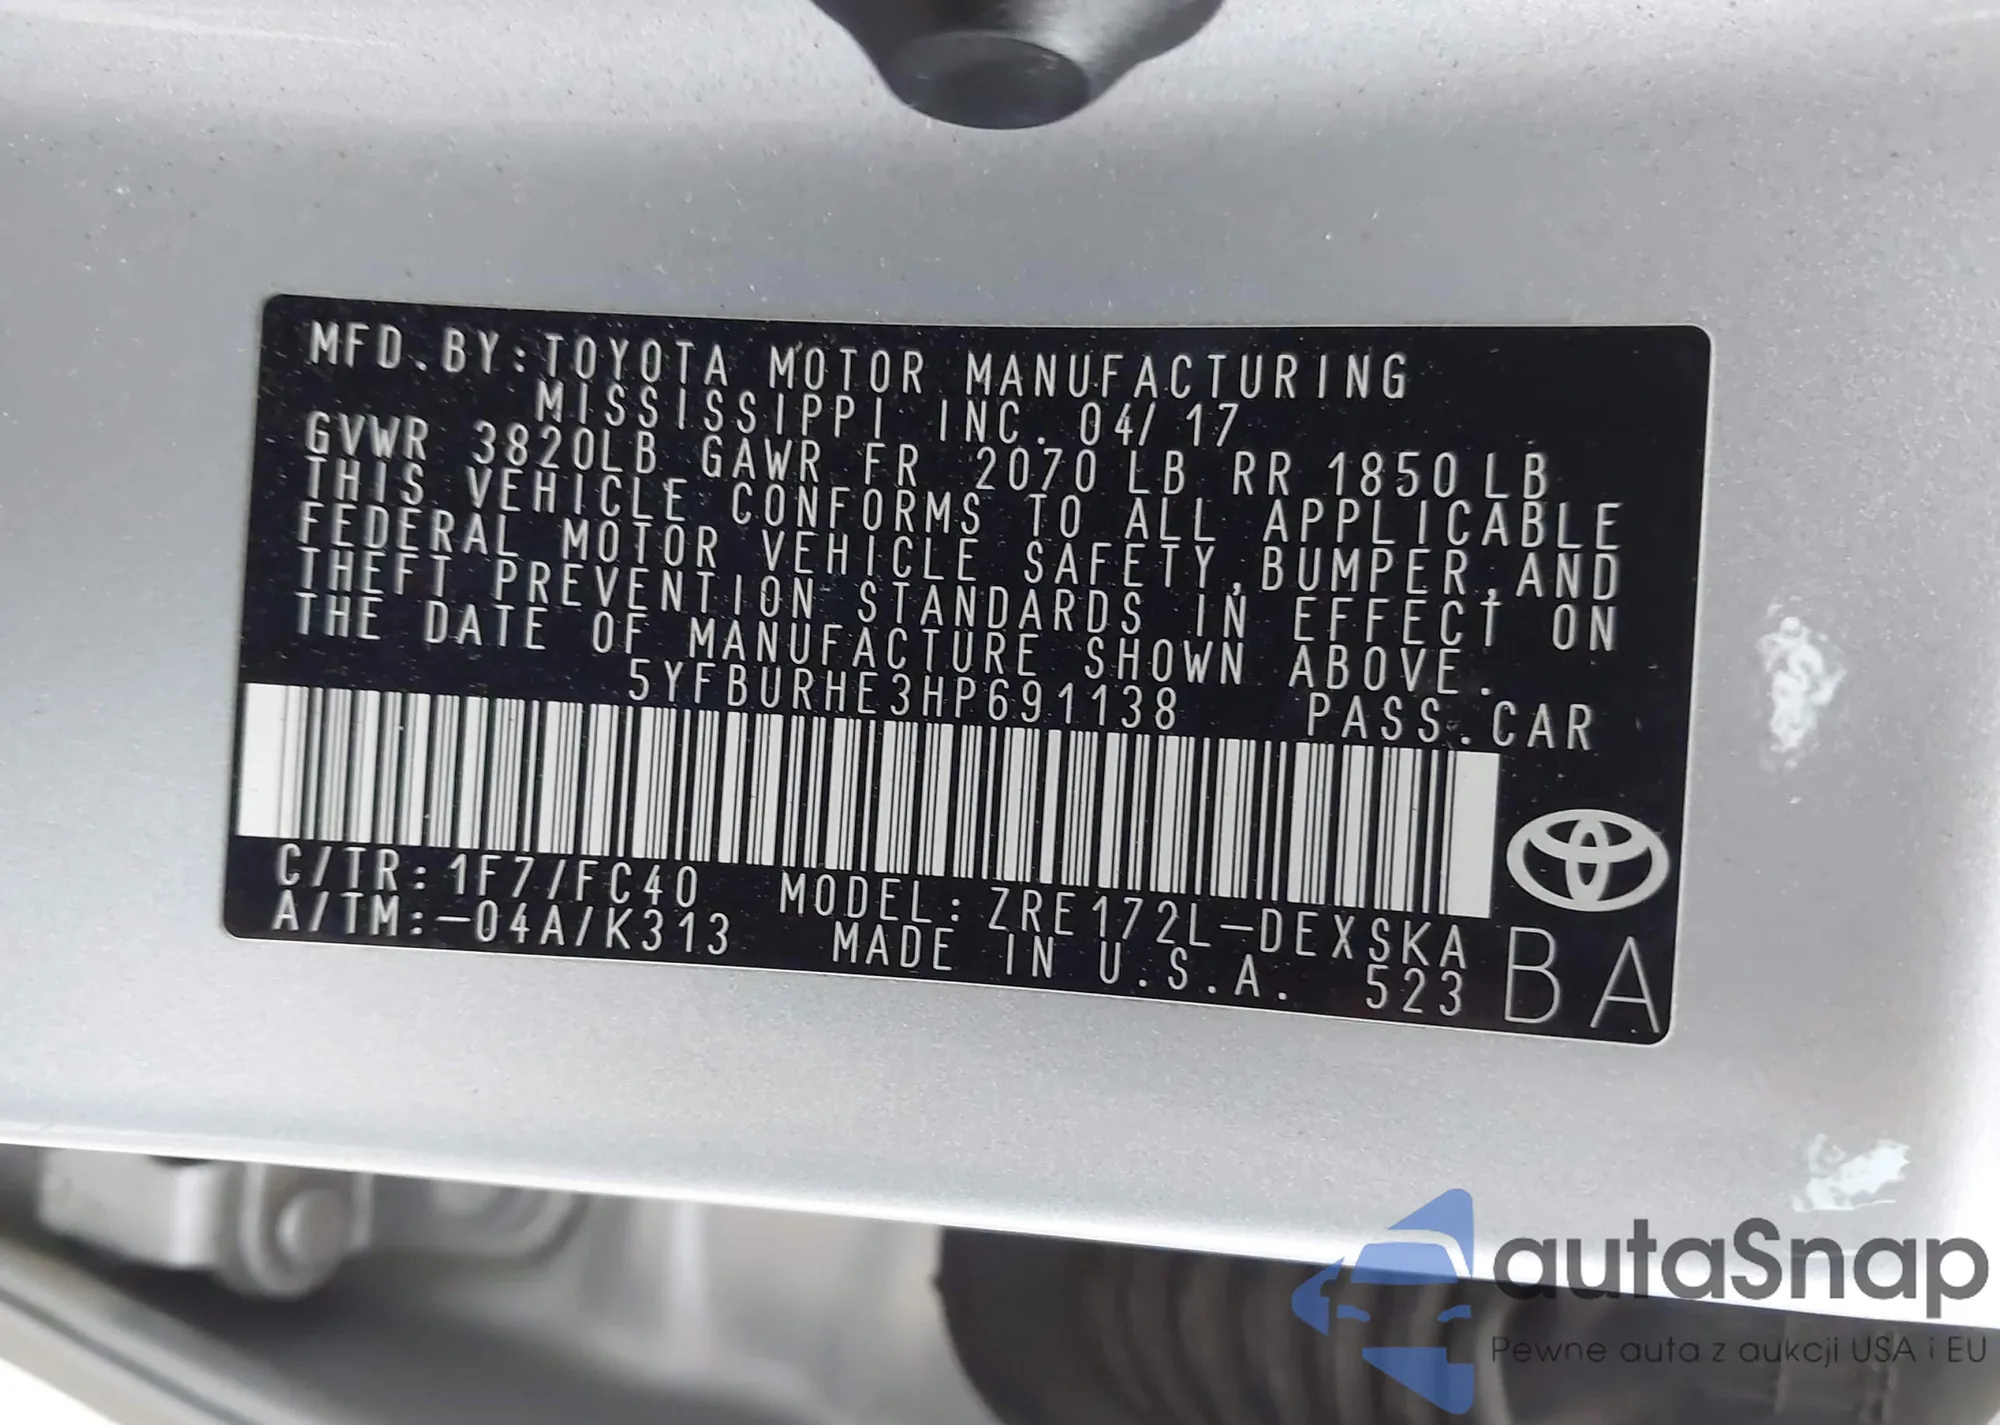 MFD.BY:TOYOTA MOTOR MANUFACTURING
MISSISSIPPI INC. 04/17
GVWR 3820LB GAWR FR 2070LB RR 1850LB
THIS VEHICLE CONFORMS TO ALL APPLICABLE
FEDERAL MOTOR VEHICLE SAFETY,BUMPER,AND
THEFT PREVENTION STANDARDS IN EFFECT ON
THE DATE OF MANUFACTURE SHOWN ABOVE.
5YFBURHE3HP691138 PASS.CAR
C/TR:1F7/FC40 MODEL:ZRE172L-DEXSKA
A/TM:-04A/K313 MADE IN U.S.A. 523
BA
autaSnap
Pewne auta z aukcji USA i EU